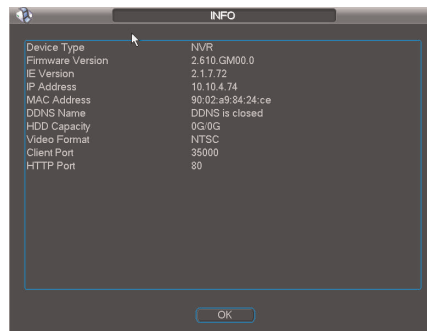 INFO
Device Type NVR
Firmware Version 2.610.GM00.0
IE Version 2.1.7.72
IP Address 10.10.4.74
MAC Address 90:02:a9:84:24:ce
DDNS Name DDNS is closed
HDD Capacity 0G/0G
Video Format NTSC
Client Port 35000
HTTP Port 80
OK